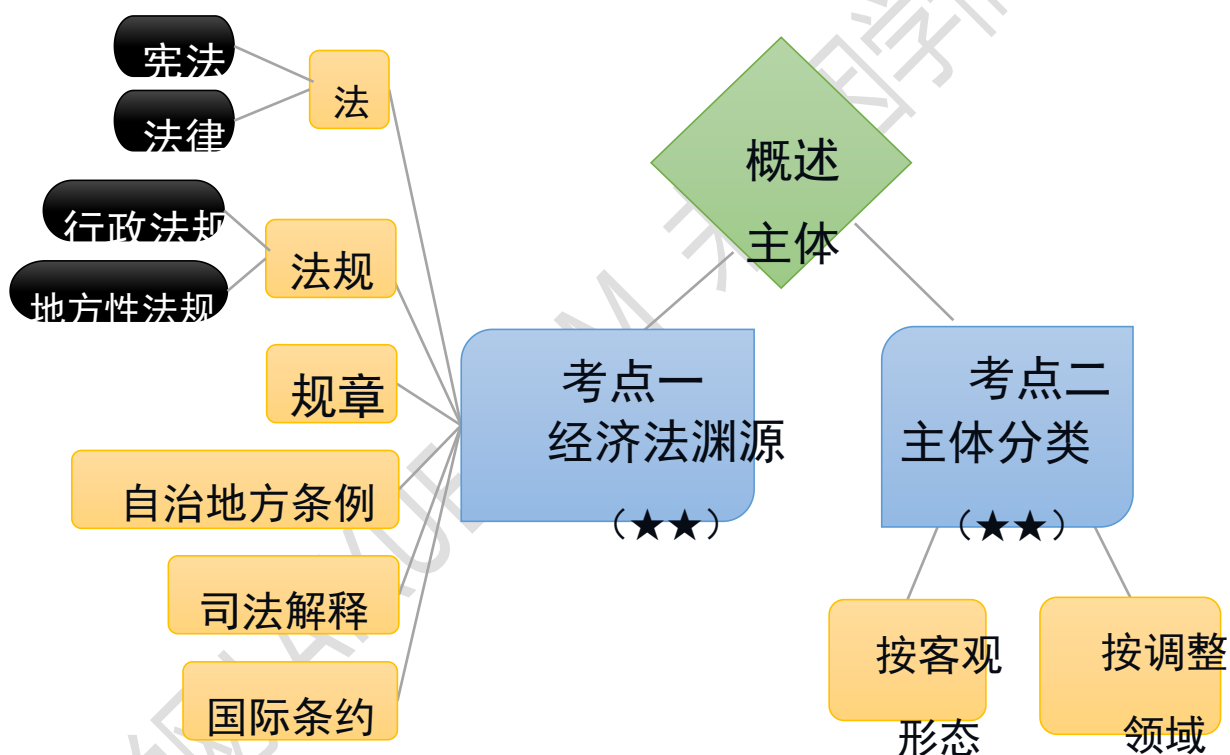 宪法
法律
法
行政法规
地方性法规
法规
规章
自治地方条例
司法解释
国际条约
概述
主体
考点一
经济法渊源
（★★）
考点二
主体分类
（★★）
按客观
形态
按调整
领域